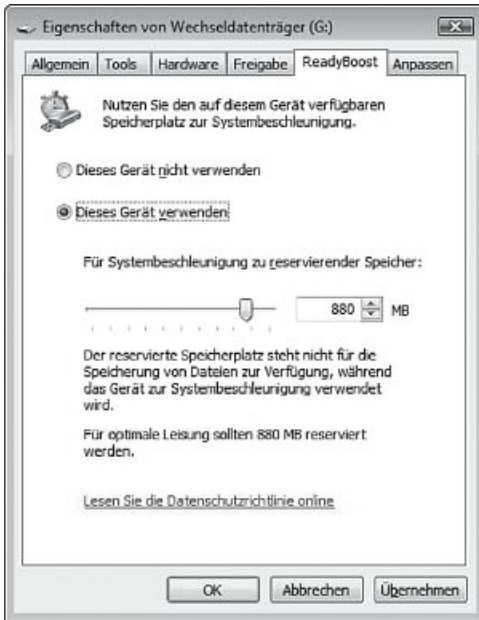 Eigenschaften von Wechseldatenträger (G:)
Allgemein Tools Hardware Freigabe ReadyBoost Anpassen
Nutzen Sie den auf diesem Gerät verfügbaren
Speicherplatz zur Systembeschleunigung.
Dieses Gerät nicht verwenden
Dieses Gerät verwenden
Für Systembeschleunigung zu reservierender Speicher:
880 MB
Der reservierte Speicherplatz steht nicht für die
Speicherung von Dateien zur Verfügung, während
das Gerät zur Systembeschleunigung verwendet
wird.
Für optimale Leisung sollten 880 MB reserviert
werden.
Lesen Sie die Datenschutzrichtlinie online
OK Abbrechen Übernehmen